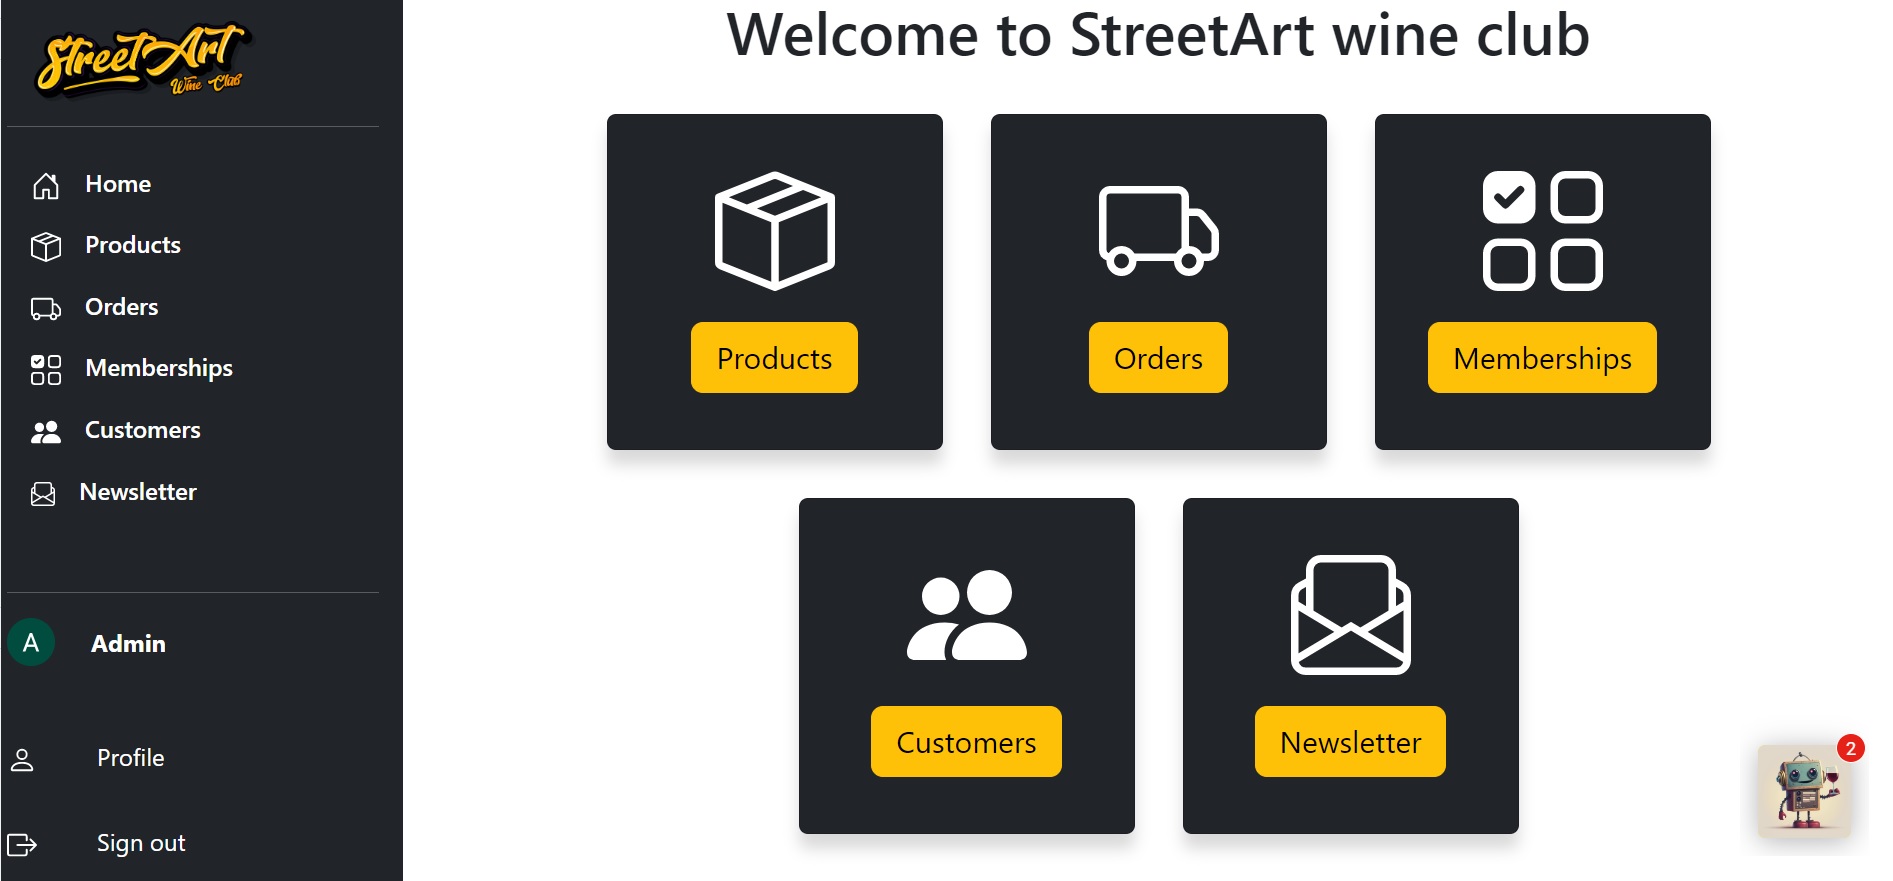 StreetArt
Wine Club
Home
Products
Orders
Memberships
Customers
Newsletter
A
Admin
Profile
Sign out
Welcome to StreetArt wine club
Products
Orders
Memberships
Customers
Newsletter
2